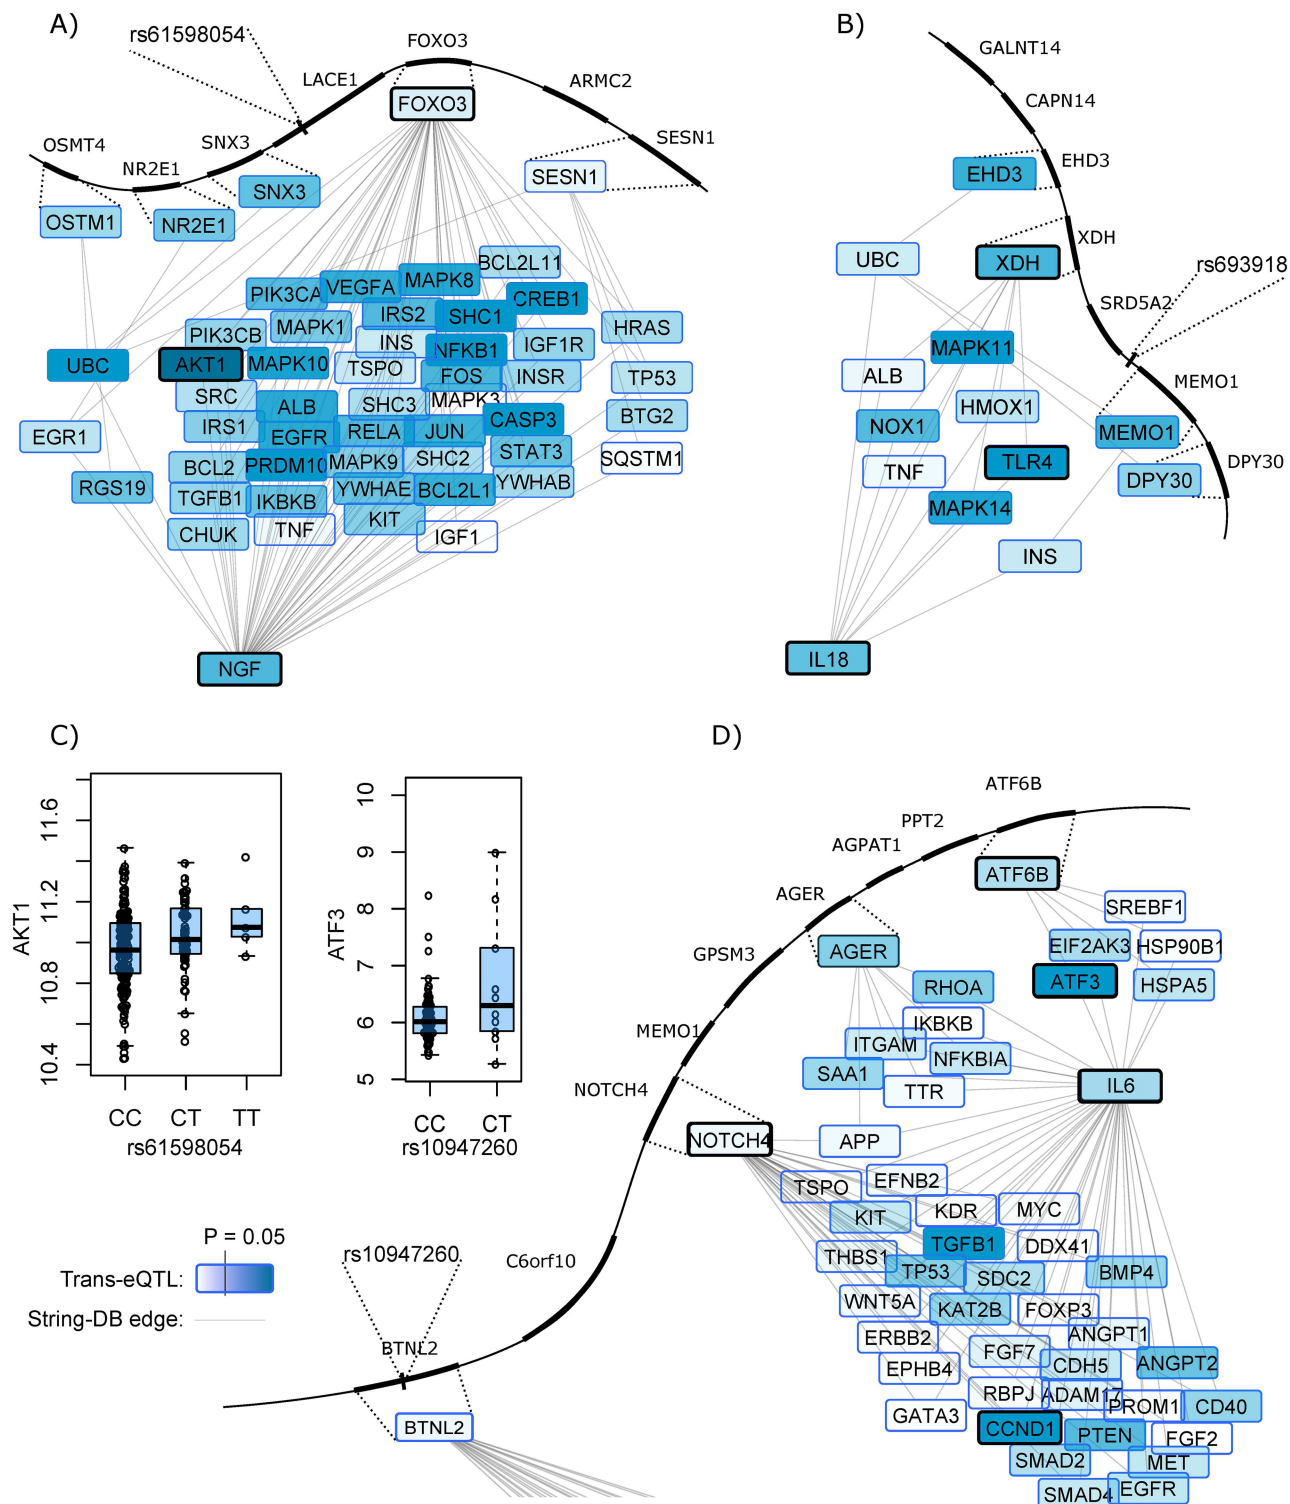 A)
rs61598054
FOXO3
LACE1
ARMC2
FOXO3
OSMT4
SNX3
NR2E1
SESN1
SNX3
SESN1
OSTM1
NR2E1
BCL2L11
PIK3CA
VEGFA
MAPK8
CREB1
IRS2
SHC1
PIK3CB
MAPK1
HRAS
INS
NFKB1
IGF1R
UBC
AKT1
MAPK10
TSPO
FOS
INSR
TP53
SRC
ALB
SHC3
MAPK3
BTG2
EGR1
IRS1
EGFR
RELA
JUN
CASP3
BCL2
PRDM10
MAPK9
SHC2
STAT3
SQSTM1
RGS19
TGFB1
IKBKB
YWHAE
BCL2L1
YWHAB
CHUK
TNF
KIT
IGF1
NGF
B)
GALNT14
CAPN14
EHD3
EHD3
XDH
UBC
XDH
rs693918
SRD5A2
MAPK11
ALB
MEMO1
HMOX1
NOX1
MEMO1
TNF
TLR4
DPY30
DPY30
MAPK14
INS
IL18
C)
11.6
11.2
10.8
10.4
AKT1
CC CT TT
rs61598054
10
9
8
7
6
5
ATF3
CC CT
rs10947260
P = 0.05
Trans-eQTL:
String-DB edge:
D)
ATF6B
PPT2
AGPAT1
ATF6B
AGER
SREBF1
GPSM3
AGER
EIF2AK3
HSP90B1
RHOA
ATF3
HSPA5
MEMO1
IKBKB
ITGAM
NFKBIA
SAA1
TTR
IL6
NOTCH4
NOTCH4
APP
TSPO
EFNB2
KIT
KDR
MYC
TGFB1
DDX41
THBS1
TP53
SDC2
BMP4
rs10947260
C6orf10
WNT5A
KAT2B
FOXP3
ERBB2
ANGPT1
BTNL2
FGF7
CDH5
ANGPT2
EPHB4
RBPJ
ADAM17
PROM1
CD40
GATA3
BTNL2
CCND1
PTEN
FGF2
SMAD2
MET
SMAD4
EGFR